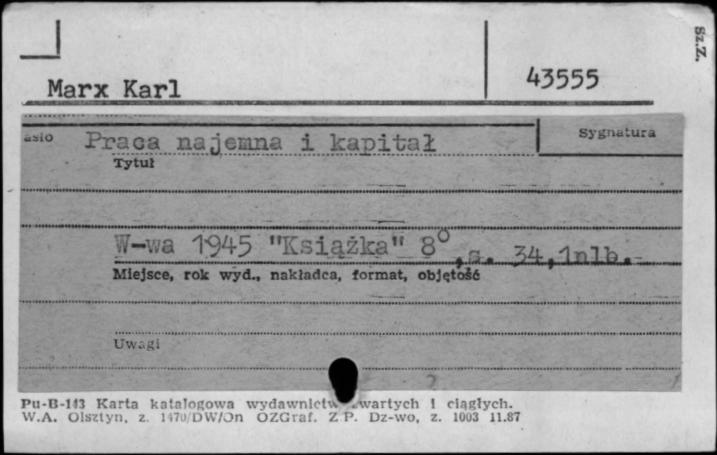 Sz.Z.
43555
Marx Karl
Sygnatura
Praca najemna i kapitał
Tytuł
W-wa 1945 "Książka" 8°, s. 34, 1nlb.
Miejsce, rok wyd., nakładca, format, objętość
Uwagi
Pu-B-143 Karta katalogowa wydawnictw zwartych i ciągłych.
W.A. Olsztyn, z. 1470/DW/On OZGraf. Z.P. Dz-wo, z. 1003 11.87